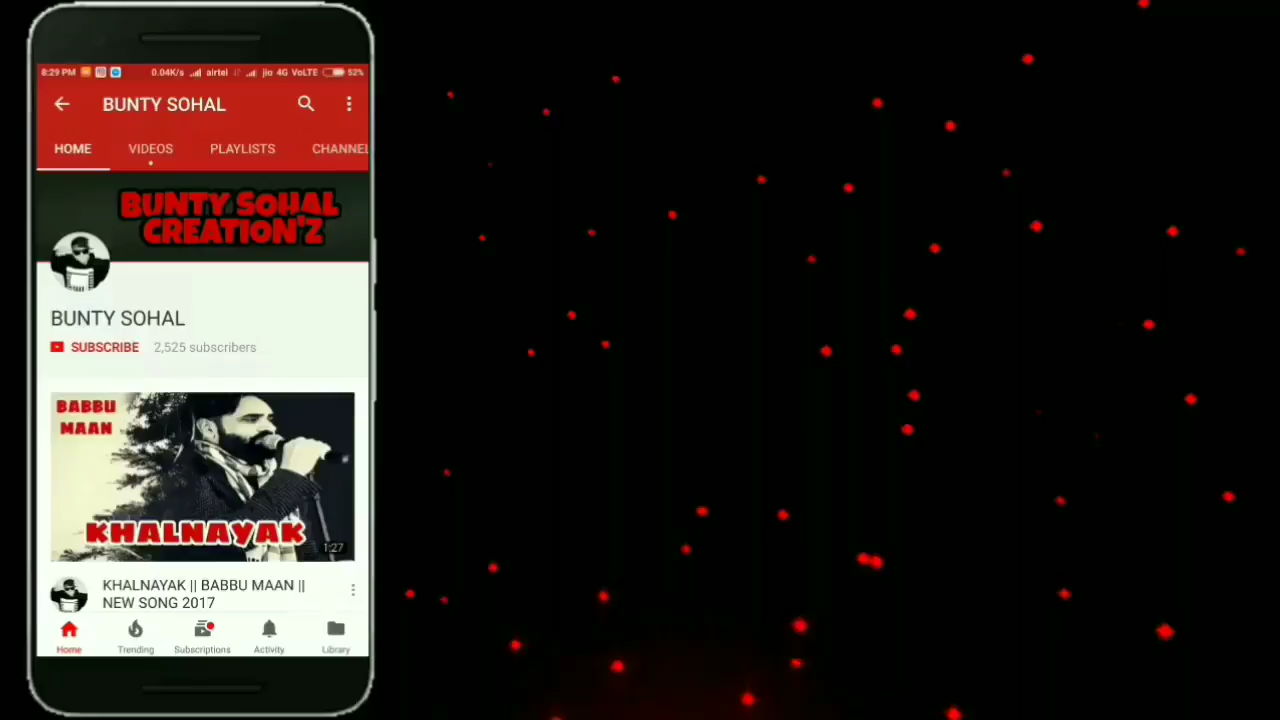 8:29 PM 0.04K/s airtel jio 4G VoLTE 52%
BUNTY SOHAL
HOME VIDEOS PLAYLISTS CHANNEL
BUNTY SOHAL
CREATION'Z
BUNTY SOHAL
SUBSCRIBE 2,525 subscribers
BABBU
MAAN
KHALNAYAK
1:27
KHALNAYAK || BABBU MAAN ||
NEW SONG 2017
Home Trending Subscriptions Activity Library